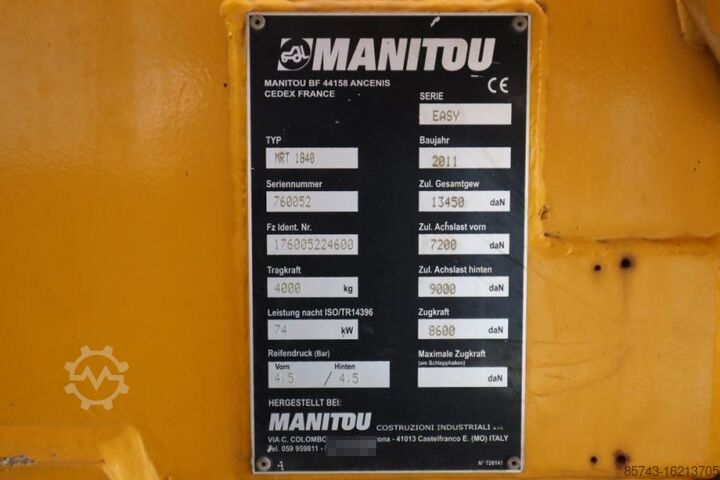 MANITOU
MANITOU BF 44158 ANCENIS
CEDEX FRANCE
CE
SERIE
EASY
TYP
MRT 1840
Baujahr
2011
Seriennummer
760052
Zul. Gesamtgew
13450 daN
Fz Ident. Nr.
176005224600
Zul. Achslast vorn
7200 daN
Tragkraft
4000 kg
Zul. Achslast hinten
9000 daN
Leistung nacht ISO/TR14396
74 kW
Zugkraft
8600 daN
Reifendruck (Bar)
Vorn Hinten
4.5 / 4.5
Maximale Zugkraft
(am Schlepphaken)
daN
HERGESTELLT BEI:
MANITOU COSTRUZIONI INDUSTRIALI s.r.l.
VIA C. COLOMBO - 41013 Castelfranco E. (MO) ITALY
Tel. 059 959811 -
N° 726141
85743-16213705